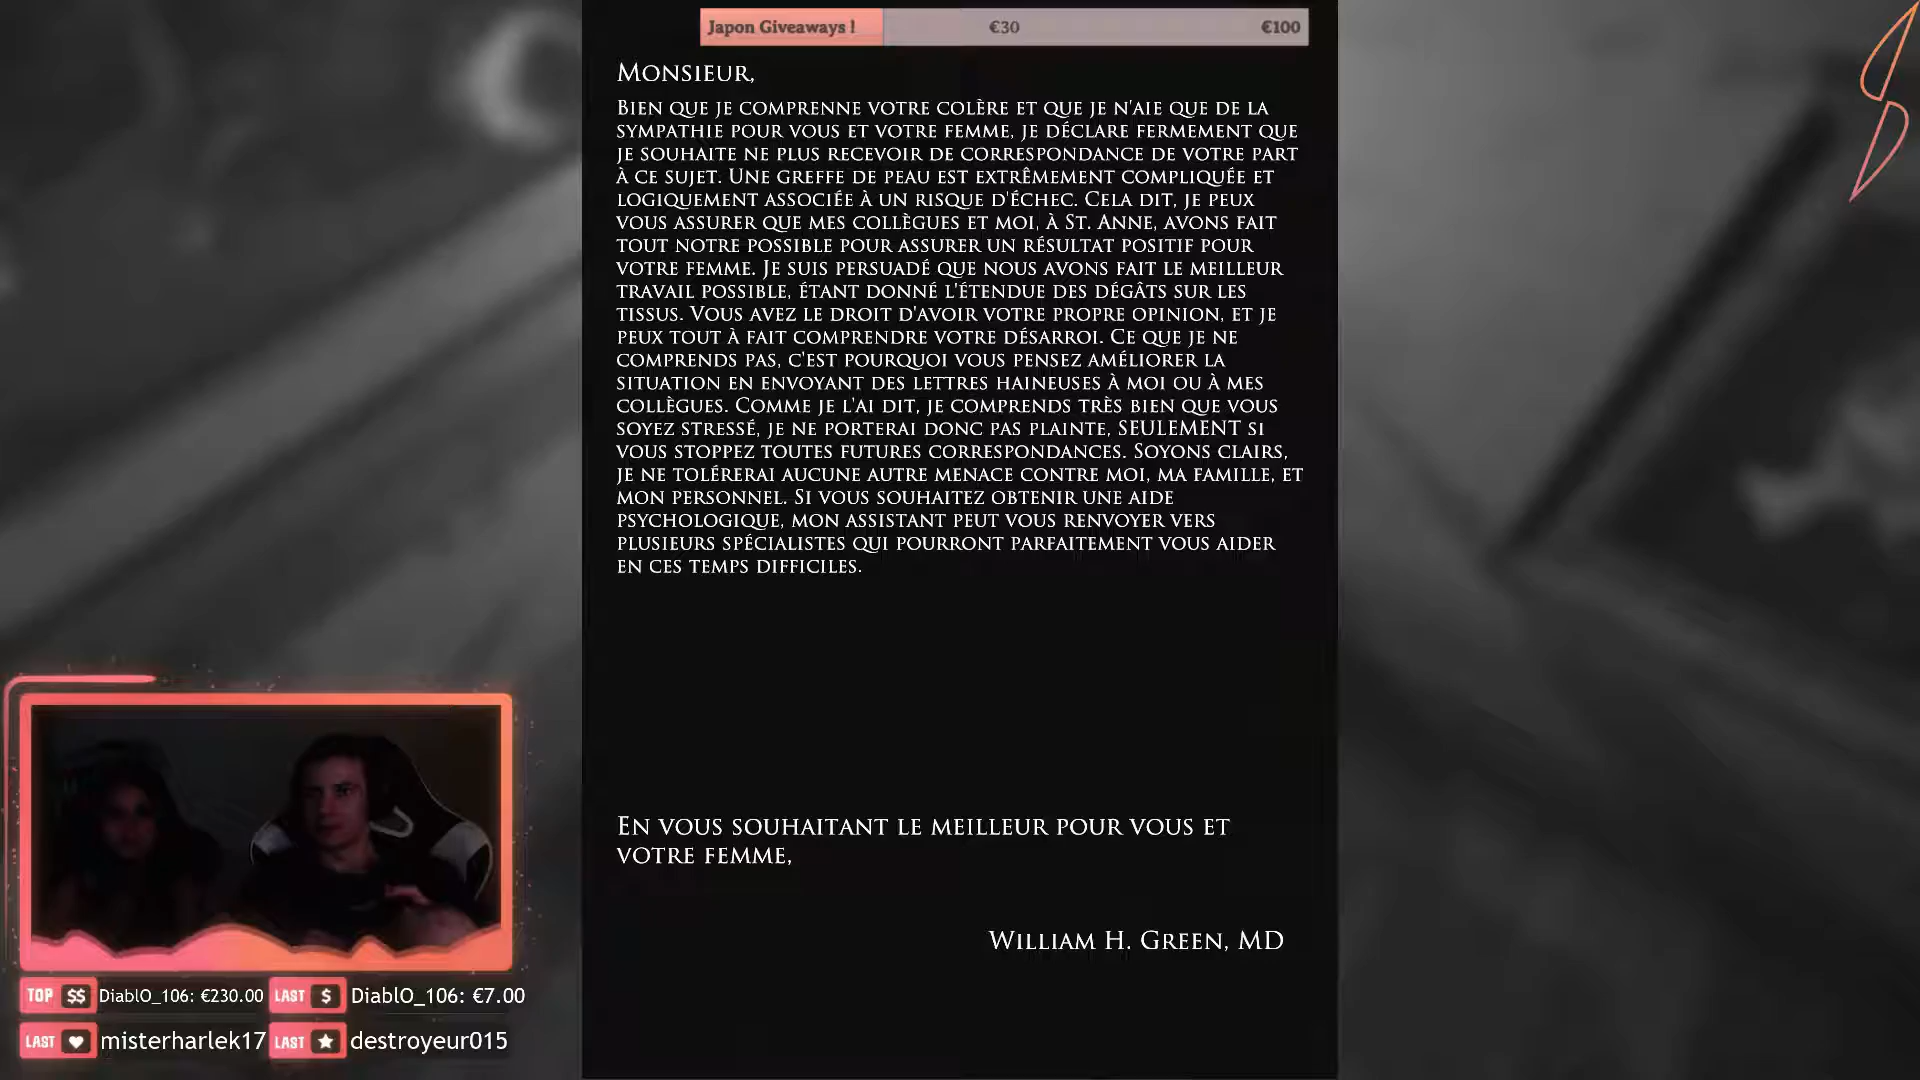 Japon Giveaways ! €30 €100
Monsieur,
Bien que je comprenne votre colère et que je n'aie que de la
sympathie pour vous et votre femme, je déclare fermement que
je souhaite ne plus recevoir de correspondance de votre part
à ce sujet. Une greffe de peau est extrêmement compliquée et
logiquement associée à un risque d'échec. Cela dit, je peux
vous assurer que mes collègues et moi, à St. Anne, avons fait
tout notre possible pour assurer un résultat positif pour
votre femme. Je suis persuadé que nous avons fait le meilleur
travail possible, étant donné l'étendue des dégâts sur les
tissus. Vous avez le droit d'avoir votre propre opinion, et je
peux tout à fait comprendre votre désarroi. Ce que je ne
comprends pas, c'est pourquoi vous pensez améliorer la
situation en envoyant des lettres haineuses à moi ou à mes
collègues. Comme je l'ai dit, je comprends très bien que vous
soyez stressé, je ne porterai donc pas plainte, SEULEMENT si
vous stoppez toutes futures correspondances. Soyons clairs,
je ne tolérerai aucune autre menace contre moi, ma famille, et
mon personnel. Si vous souhaitez obtenir une aide
psychologique, mon assistant peut vous renvoyer vers
plusieurs spécialistes qui pourront parfaitement vous aider
en ces temps difficiles.
En vous souhaitant le meilleur pour vous et
votre femme,
William H. Green, MD
TOP $$ DiablO_106: €230.00 LAST $ DiablO_106: €7.00
LAST misterharlek17 LAST destroyeur015